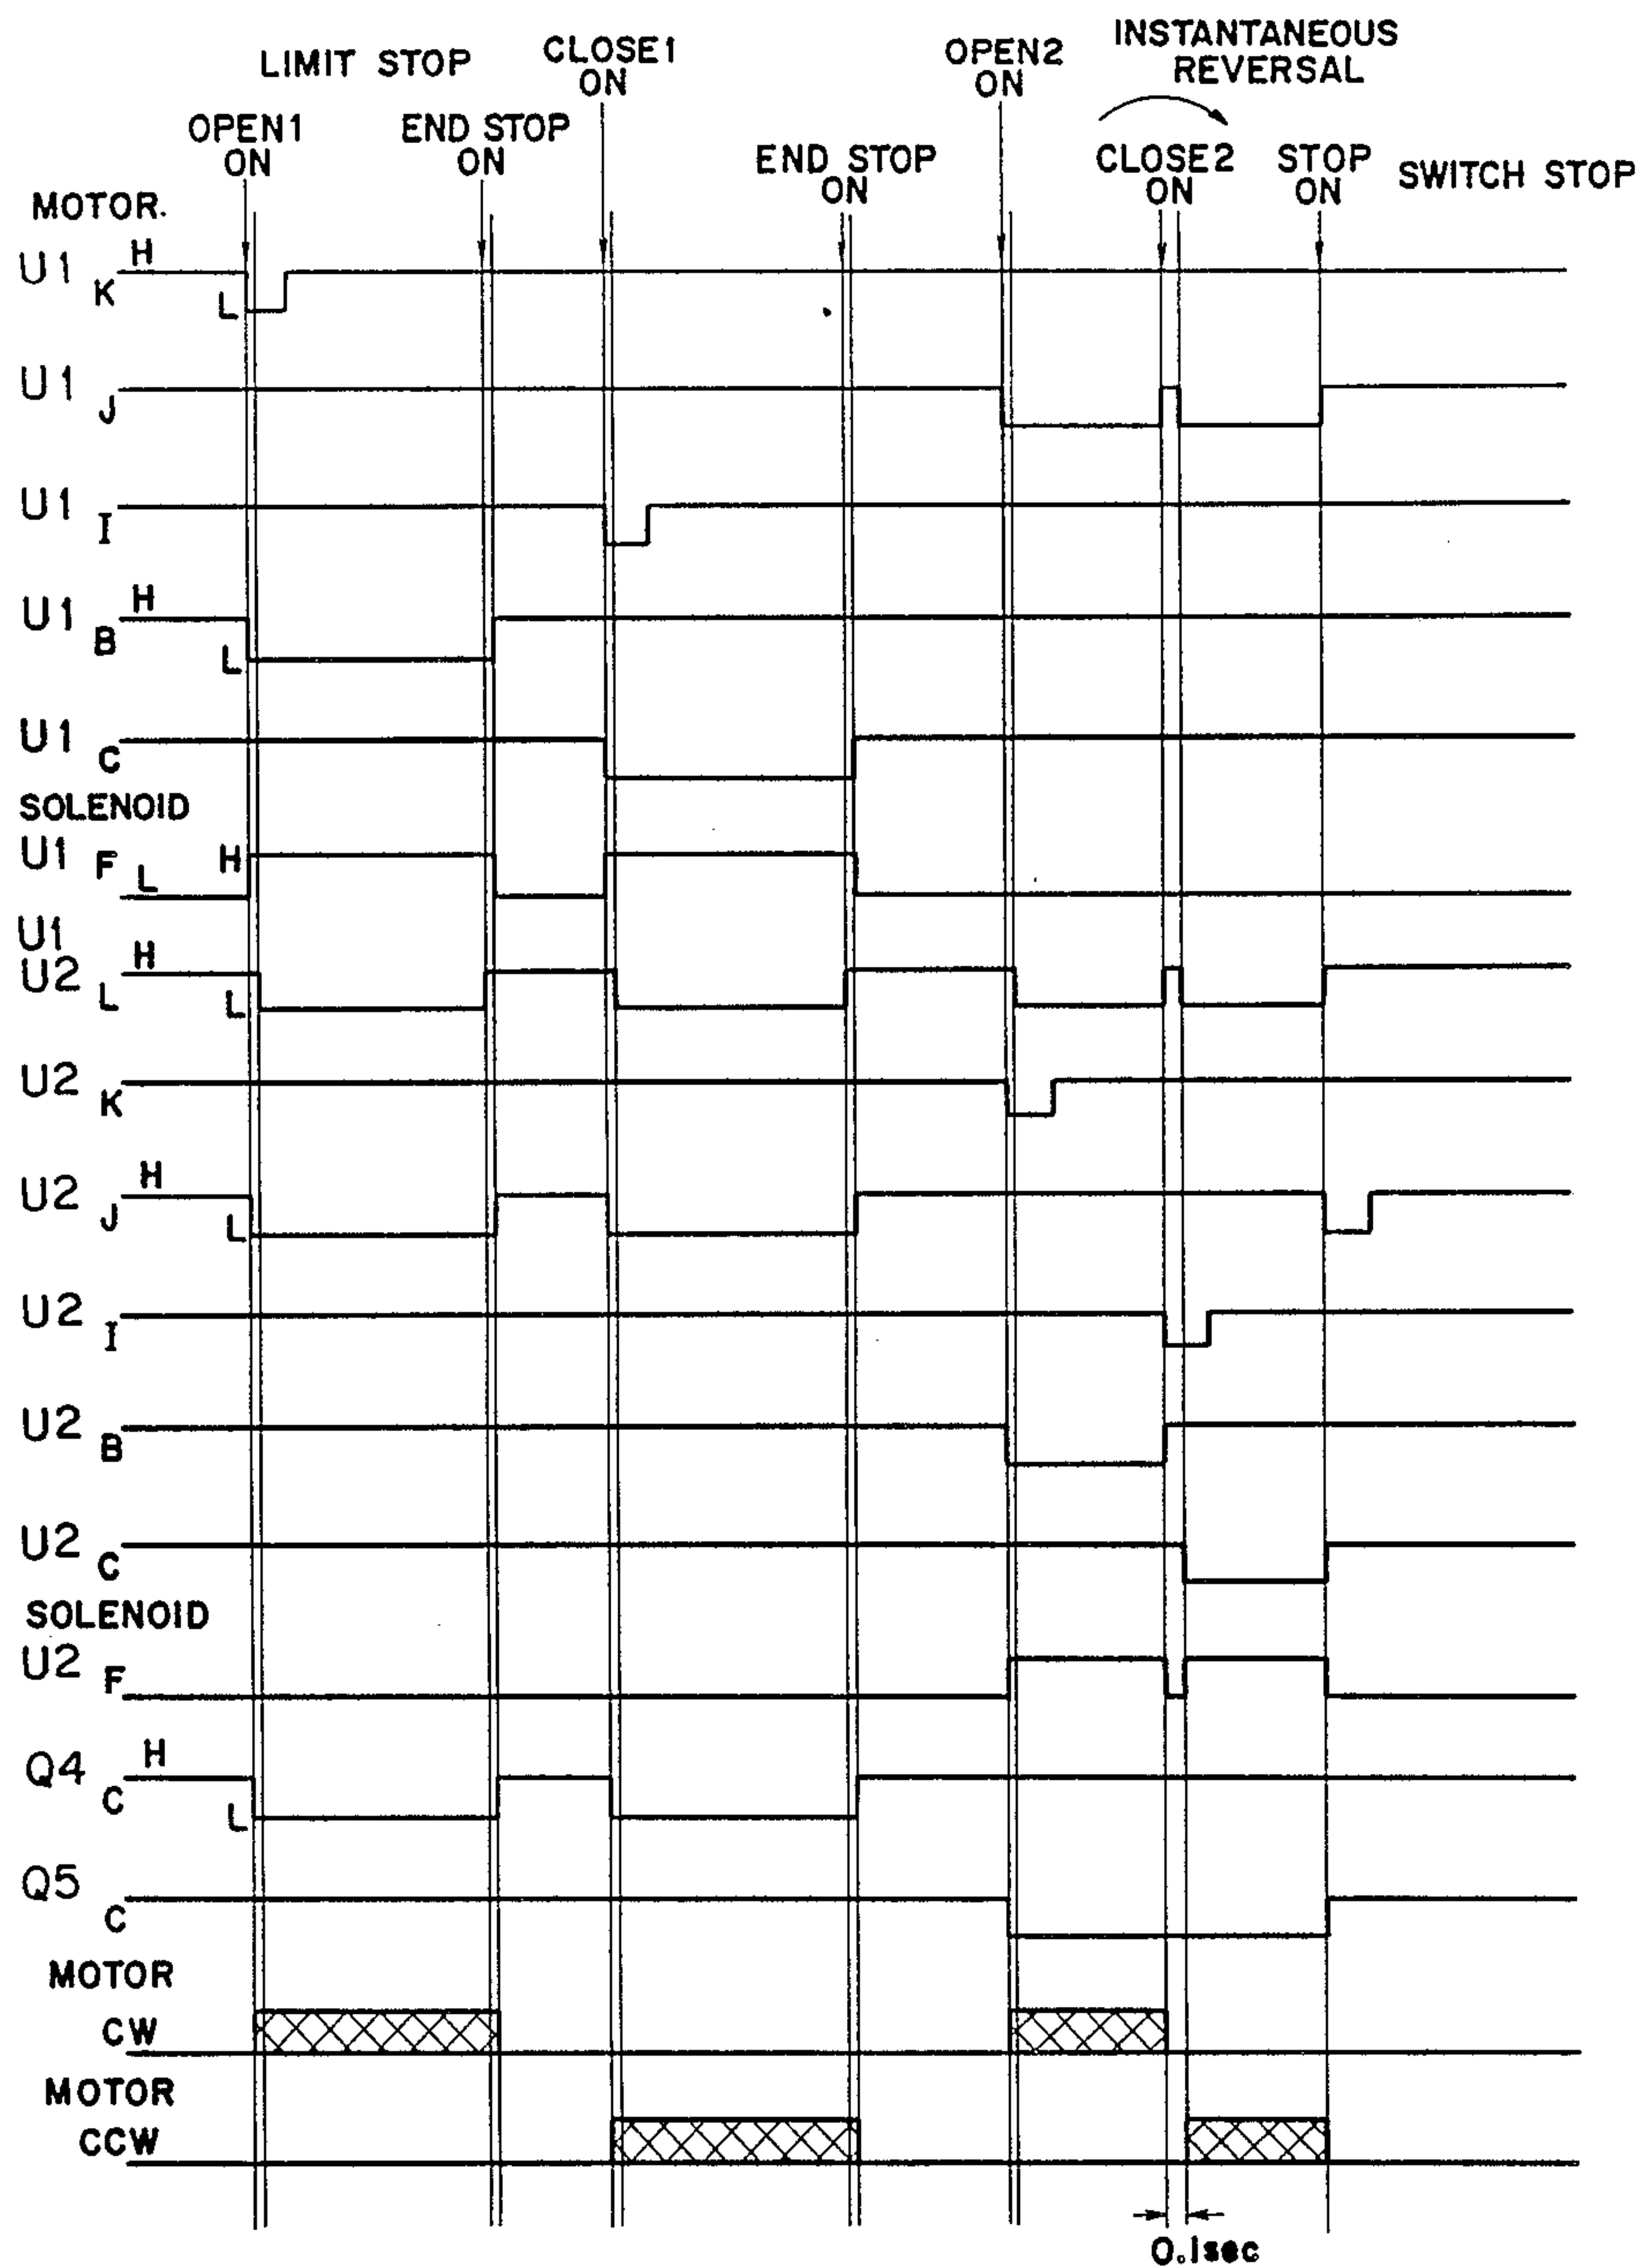 LIMIT STOP
CLOSE1
ON
OPEN2
ON
INSTANTANEOUS
REVERSAL
OPEN1
ON
END STOP
ON
END STOP
ON
CLOSE2
ON
STOP
ON
SWITCH STOP
MOTOR.
U1 K H L
U1 J
U1 I
U1 B H L
U1 C
SOLENOID
U1 F L H
U1
U2 L H L
U2 K
U2 J H L
U2 I
U2 B
U2 C
SOLENOID
U2 F
Q4 C H L
Q5 C
MOTOR
CW
MOTOR
CCW
0.1sec